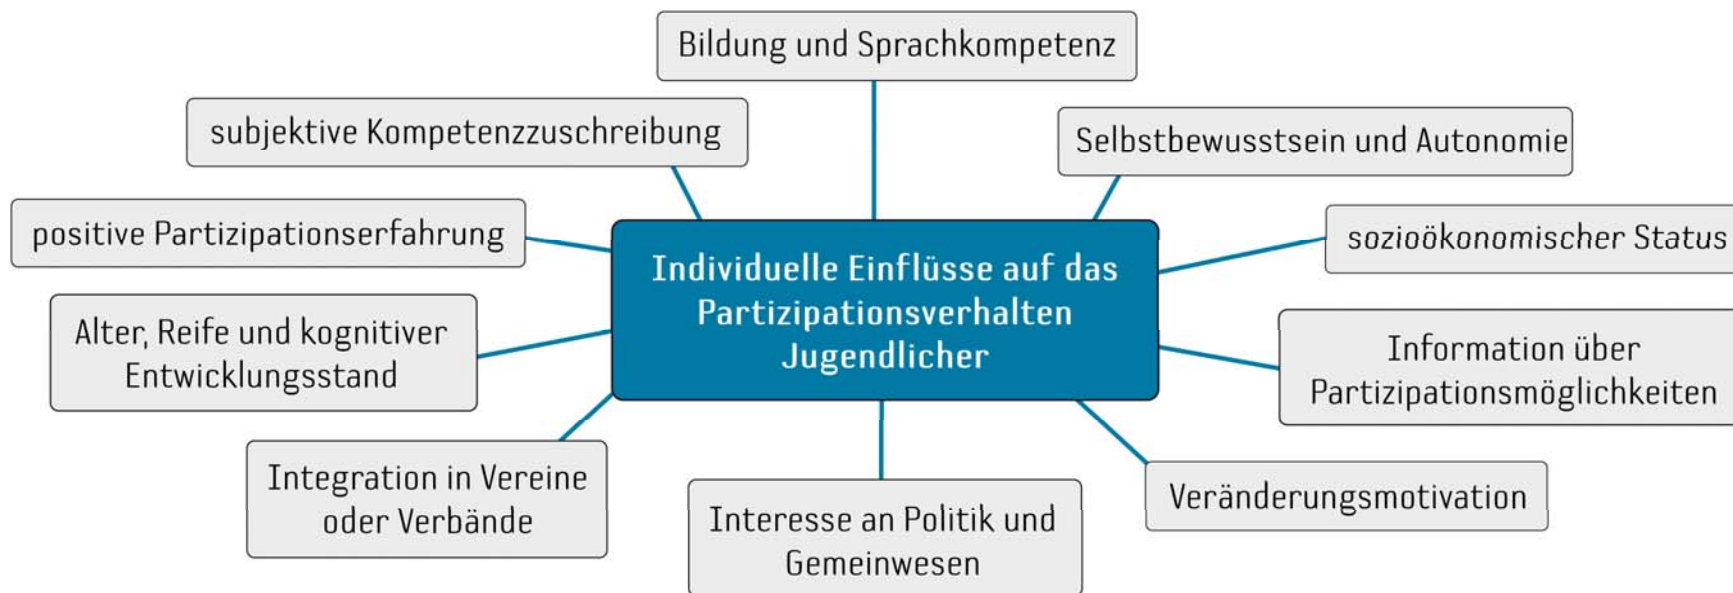 Bildung und Sprachkompetenz
subjektive Kompetenzzuschreibung
Selbstbewusstsein und Autonomie
positive Partizipationserfahrung
sozioökonomischer Status
Individuelle Einflüsse auf das
Partizipationsverhalten
Jugendlicher
Alter, Reife und kognitiver
Entwicklungsstand
Information über
Partizipationsmöglichkeiten
Integration in Vereine
oder Verbände
Interesse an Politik und
Gemeinwesen
Veränderungsmotivation